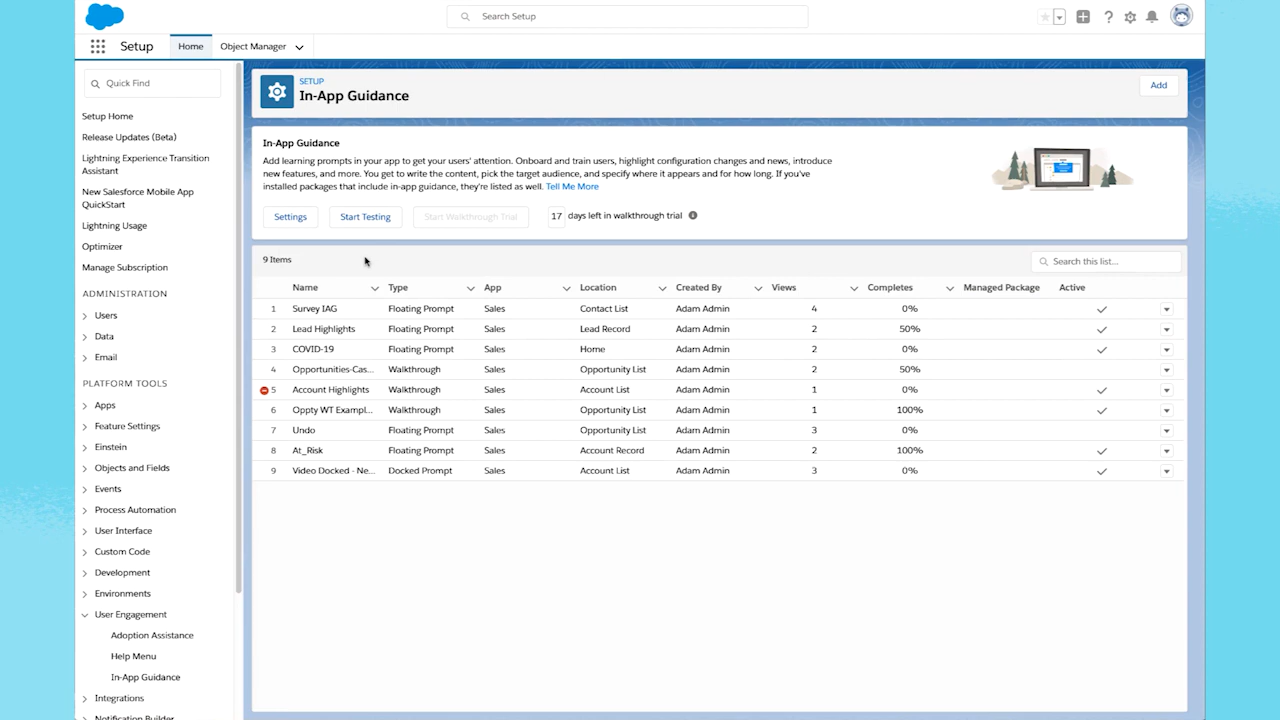 Search Setup
Setup
Home
Object Manager
Quick Find
Setup Home
Release Updates (Beta)
Lightning Experience Transition
Assistant
New Salesforce Mobile App
QuickStart
Lightning Usage
Optimizer
Manage Subscription
ADMINISTRATION
Users
Data
Email
PLATFORM TOOLS
Apps
Feature Settings
Einstein
Objects and Fields
Events
Process Automation
User Interface
Custom Code
Development
Environments
User Engagement
Adoption Assistance
Help Menu
In-App Guidance
Integrations
Notification Builder
SETUP
In-App Guidance
Add
In-App Guidance
Add learning prompts in your app to get your users' attention. Onboard and train users, highlight configuration changes and news, introduce
new features, and more. You get to write the content, pick the target audience, and specify where it appears and for how long. If you've
installed packages that include in-app guidance, they're listed as well. Tell Me More
Settings
Start Testing
Start Walkthrough Trial
17 days left in walkthrough trial
9 Items
Search this list...
Name Type App Location Created By Views Completes Managed Package Active
1 Survey IAG Floating Prompt Sales Contact List Adam Admin 4 0%
2 Lead Highlights Floating Prompt Sales Lead Record Adam Admin 2 50%
3 COVID-19 Floating Prompt Sales Home Adam Admin 2 0%
4 Opportunities-Cas... Walkthrough Sales Opportunity List Adam Admin 2 50%
5 Account Highlights Walkthrough Sales Account List Adam Admin 1 0%
6 Oppty WT Exampl... Walkthrough Sales Opportunity List Adam Admin 1 100%
7 Undo Floating Prompt Sales Opportunity List Adam Admin 3 0%
8 At_Risk Floating Prompt Sales Account Record Adam Admin 2 100%
9 Video Docked - Ne... Docked Prompt Sales Account List Adam Admin 3 0%